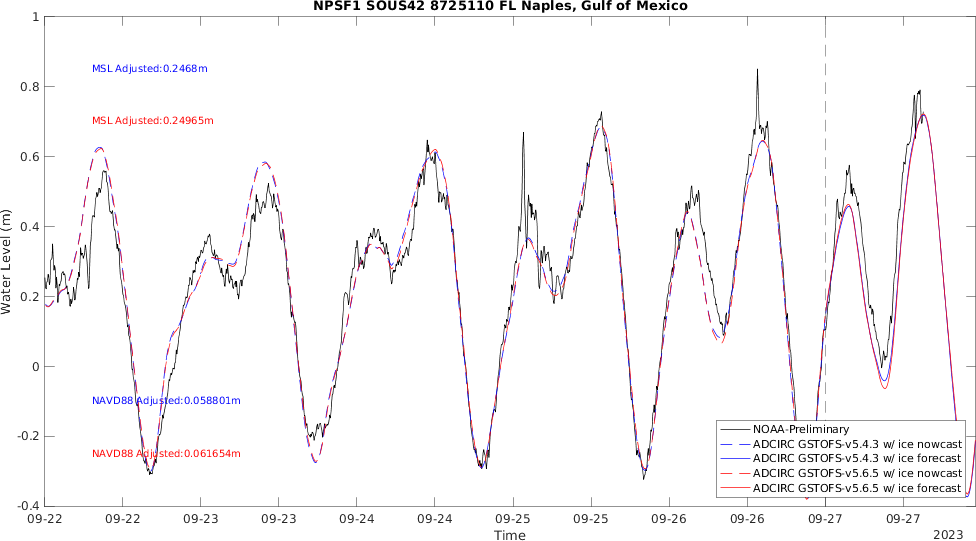 NPSF1 SOUS42 8725110 FL Naples, Gulf of Mexico
1
0.8
0.6
0.4
0.2
0
-0.2
-0.4
Water Level (m)
MSL Adjusted:0.2468m
MSL Adjusted:0.24965m
NAVD88 Adjusted:0.058801m
NAVD88 Adjusted:0.061654m
NOAA-Preliminary
ADCIRC GSTOFS-v5.4.3 w/ ice nowcast
ADCIRC GSTOFS-v5.4.3 w/ ice forecast
ADCIRC GSTOFS-v5.6.5 w/ ice nowcast
ADCIRC GSTOFS-v5.6.5 w/ ice forecast
09-22 09-22 09-23 09-23 09-24 09-24 09-25 09-25 09-26 09-26 09-27 09-27
Time
2023